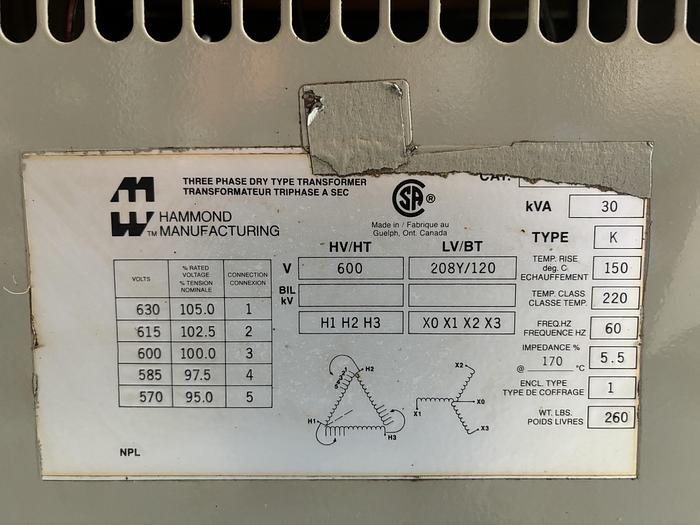 THREE PHASE DRY TYPE TRANSFORMER
TRANSFORMATEUR TRIPHASE A SEC
HAMMOND
TM MANUFACTURING
SA ®
Made in / Fabrique au
Guelph, Ont. Canada
CAT.
kVA 30
TYPE K
TEMP. RISE
deg. C
ECHAUFFEMENT 150
TEMP. CLASS
CLASSE TEMP. 220
FREQ.HZ
FREQUENCE HZ 60
IMPEDANCE %
@ 170 °C 5.5
ENCL. TYPE
TYPE DE COFFRAGE 1
WT. LBS.
POIDS LIVRES 260
HV/HT LV/BT
V 600 208Y/120
BIL
kV
H1 H2 H3 X0 X1 X2 X3
VOLTS % RATED VOLTAGE % TENSION NOMINALE CONNECTION CONNEXION
630 105.0 1
615 102.5 2
600 100.0 3
585 97.5 4
570 95.0 5
H2
H1
H3
X2
X0
X1
X3
NPL